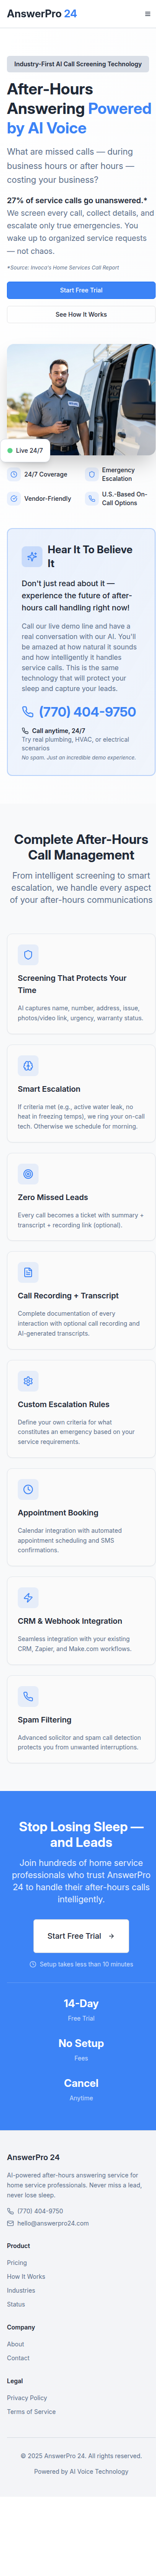 AnswerPro 24
Industry-First AI Call Screening Technology
After-Hours
Answering Powered
by AI Voice
What are missed calls — during
business hours or after hours —
costing your business?
27% of service calls go unanswered.*
We screen every call, collect details, and
escalate only true emergencies. You
wake up to organized service requests
— not chaos.
*Source: Invoca's Home Services Call Report
Start Free Trial
See How It Works
Live 24/7
24/7 Coverage
Emergency
Escalation
Vendor-Friendly
U.S.-Based On-
Call Options
Hear It To Believe
It
Don't just read about it —
experience the future of after-
hours call handling right now!
Call our live demo line and have a
real conversation with our AI. You'll
be amazed at how natural it sounds
and how intelligently it handles
service calls. This is the same
technology that will protect your
sleep and capture your leads.
(770) 404-9750
Call anytime, 24/7
Try real plumbing, HVAC, or electrical
scenarios
No spam. Just an incredible demo experience.
Complete After-Hours
Call Management
From intelligent screening to smart
escalation, we handle every aspect
of your after-hours communications
Screening That Protects Your
Time
AI captures name, number, address, issue,
photos/video link, urgency, warranty status.
Smart Escalation
If criteria met (e.g., active water leak, no
heat in freezing temps), we ring your on-call
tech. Otherwise we schedule for morning.
Zero Missed Leads
Every call becomes a ticket with summary +
transcript + recording link (optional).
Call Recording + Transcript
Complete documentation of every
interaction with optional call recording and
AI-generated transcripts.
Custom Escalation Rules
Define your own criteria for what
constitutes an emergency based on your
service requirements.
Appointment Booking
Calendar integration with automated
appointment scheduling and SMS
confirmations.
CRM & Webhook Integration
Seamless integration with your existing
CRM, Zapier, and Make.com workflows.
Spam Filtering
Advanced solicitor and spam call detection
protects you from unwanted interruptions.
Stop Losing Sleep —
and Leads
Join hundreds of home service
professionals who trust AnswerPro
24 to handle their after-hours calls
intelligently.
Start Free Trial
Setup takes less than 10 minutes
14-Day
Free Trial
No Setup
Fees
Cancel
Anytime
AnswerPro 24
AI-powered after-hours answering service for
home service professionals. Never miss a lead,
never lose sleep.
(770) 404-9750
hello@answerpro24.com
Product
Pricing
How It Works
Industries
Status
Company
About
Contact
Legal
Privacy Policy
Terms of Service
© 2025 AnswerPro 24. All rights reserved.
Powered by AI Voice Technology